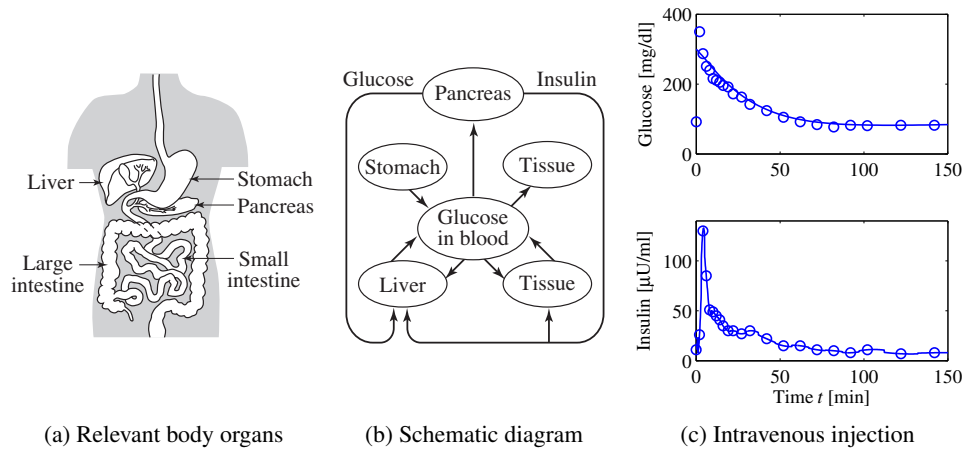 Liver
Stomach
Pancreas
Large
intestine
Small
intestine
(a) Relevant body organs
Glucose
Insulin
Pancreas
Stomach
Tissue
Glucose
in blood
Liver
Tissue
(b) Schematic diagram
Glucose [mg/dl]
400
200
0
0 50 100 150
Insulin [µU/ml]
100
50
0
0 50 100 150
Time t [min]
(c) Intravenous injection